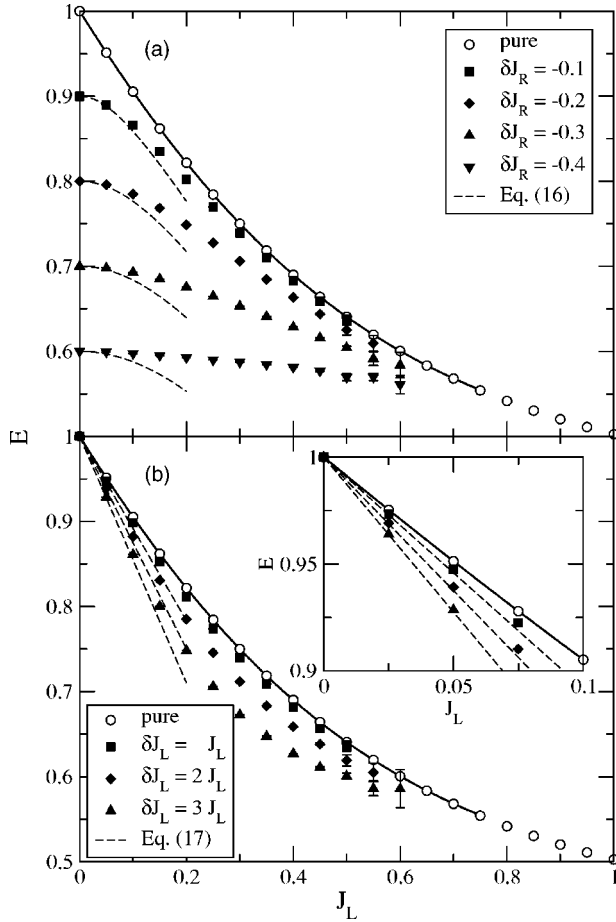 1
0.9
0.8
0.7
0.6
(a)
pure
δJ_R = -0.1
δJ_R = -0.2
δJ_R = -0.3
δJ_R = -0.4
Eq. (16)
E
1
0.9
0.8
0.7
0.6
0.5
(b)
pure
δJ_L = J_L
δJ_L = 2 J_L
δJ_L = 3 J_L
Eq. (17)
1
0.95
0.9
E
0 0.05 0.1
J_L
0 0.2 0.4 0.6 0.8 1
J_L